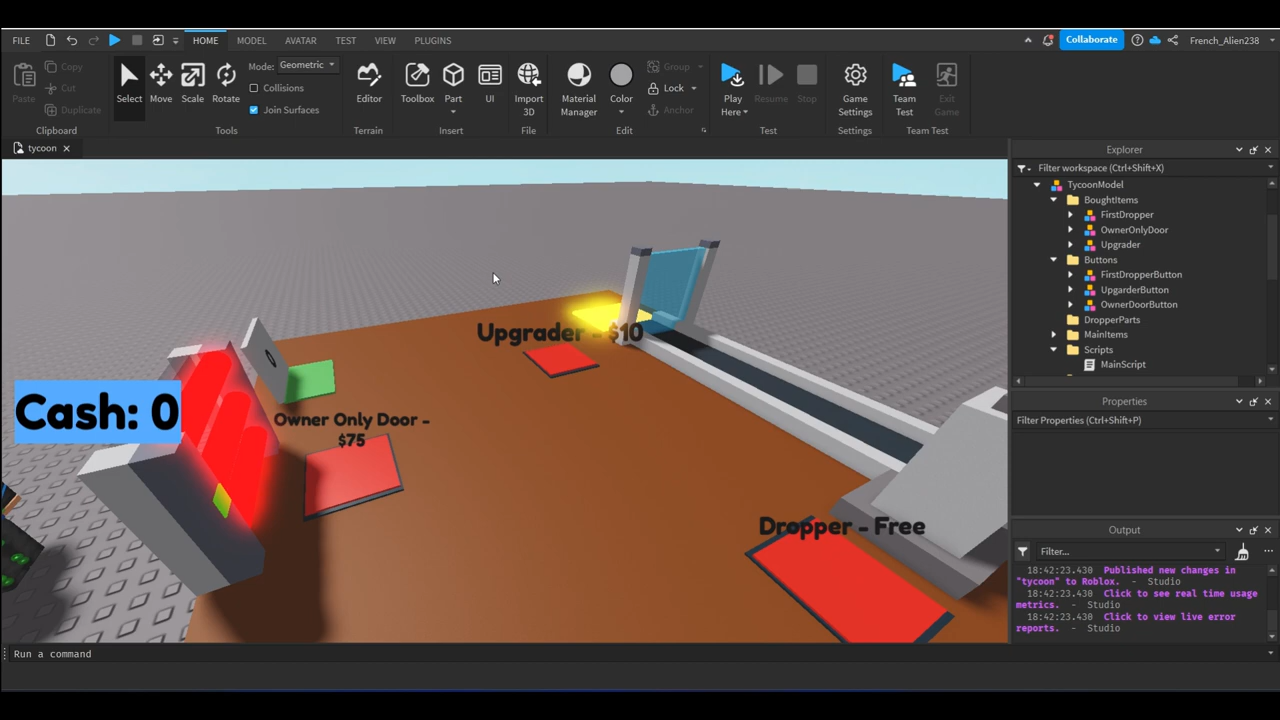 FILE HOME MODEL AVATAR TEST VIEW PLUGINS Collaborate French_Alien238
Paste
Copy
Cut
Duplicate
Clipboard
Select Move Scale Rotate
Mode: Geometric
Collisions
Join Surfaces
Tools
Editor
Terrain
Toolbox Part UI
Insert
Import
3D
File
Material
Manager
Color
Group
Lock
Anchor
Edit
Play
Here
Resume Stop
Test
Game
Settings
Settings
Team
Test
Exit
Game
Team Test
tycoon
Explorer
Filter workspace (Ctrl+Shift+X)
TycoonModel
BoughtItems
FirstDropper
OwnerOnlyDoor
Upgrader
Buttons
FirstDropperButton
UpgarderButton
OwnerDoorButton
DropperParts
MainItems
Scripts
MainScript
Properties
Filter Properties (Ctrl+Shift+P)
Output
Filter...
18:42:23.430 Published new changes in
"tycoon" to Roblox. - Studio
18:42:23.430 Click to see real time usage
metrics. - Studio
18:42:23.430 Click to view live error
reports. - Studio
Upgrader - $10
Cash: 0
Owner Only Door -
$75
Dropper - Free
Run a command